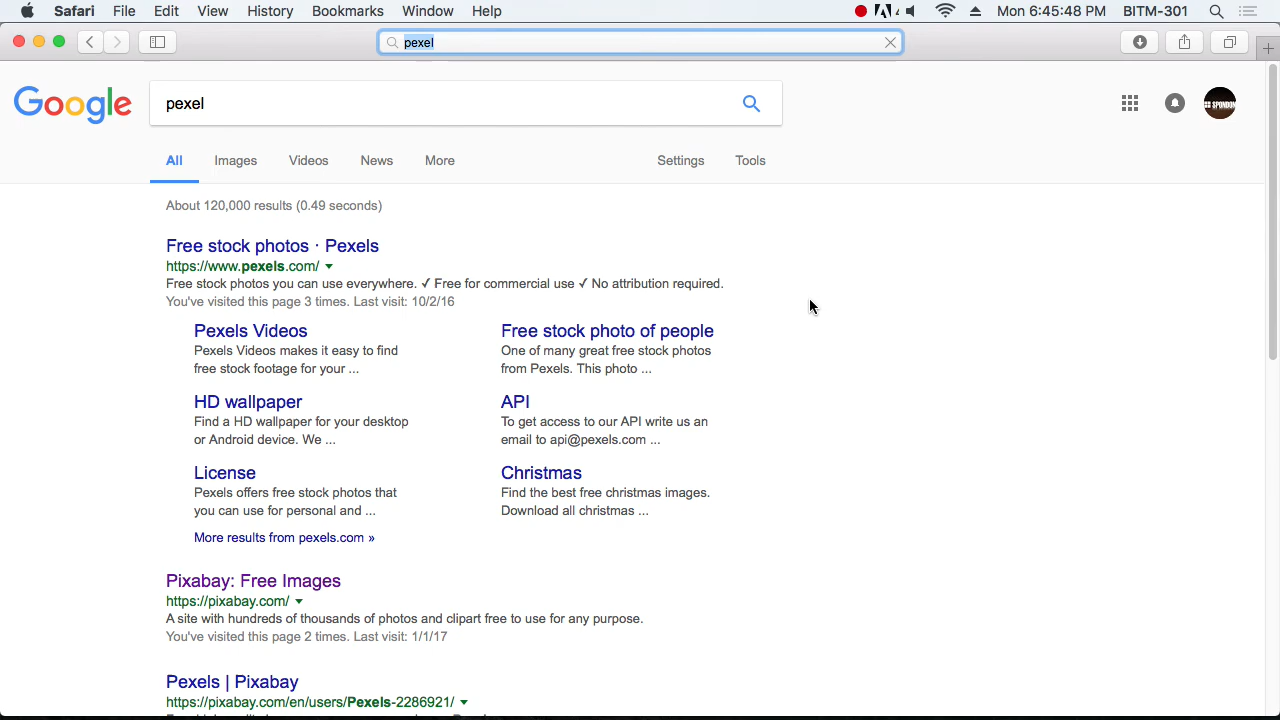 Safari File Edit View History Bookmarks Window Help Mon 6:45:48 PM BITM-301
pexel
Google pexel SPONDON
All Images Videos News More Settings Tools
About 120,000 results (0.49 seconds)
Free stock photos · Pexels
https://www.pexels.com/
Free stock photos you can use everywhere. ✓ Free for commercial use ✓ No attribution required.
You've visited this page 3 times. Last visit: 10/2/16
Pexels Videos Free stock photo of people
Pexels Videos makes it easy to find One of many great free stock photos
free stock footage for your ... from Pexels. This photo ...
HD wallpaper API
Find a HD wallpaper for your desktop To get access to our API write us an
or Android device. We ... email to api@pexels.com ...
License Christmas
Pexels offers free stock photos that Find the best free christmas images.
you can use for personal and ... Download all christmas ...
More results from pexels.com »
Pixabay: Free Images
https://pixabay.com/
A site with hundreds of thousands of photos and clipart free to use for any purpose.
You've visited this page 2 times. Last visit: 1/1/17
Pexels | Pixabay
https://pixabay.com/en/users/Pexels-2286921/